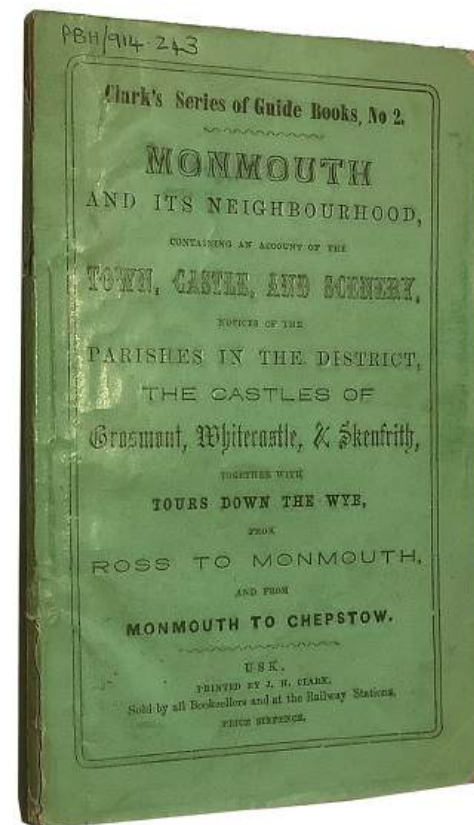 PBH/914.243
Clark's Series of Guide Books, No 2.
MONMOUTH
AND ITS NEIGHBOURHOOD,
CONTAINING AN ACCOUNT OF THE
TOWN, CASTLE, AND SCENERY,
NOTICES OF THE
PARISHES IN THE DISTRICT,
THE CASTLES OF
Grosmont, Whitecastle, & Skenfrith,
TOGETHER WITH
TOURS DOWN THE WYE,
FROM
ROSS TO MONMOUTH,
AND FROM
MONMOUTH TO CHEPSTOW.
USK,
PRINTED BY J. H. CLARK.
Sold by all Booksellers and at the Railway Stations,
PRICE SIXPENCE.